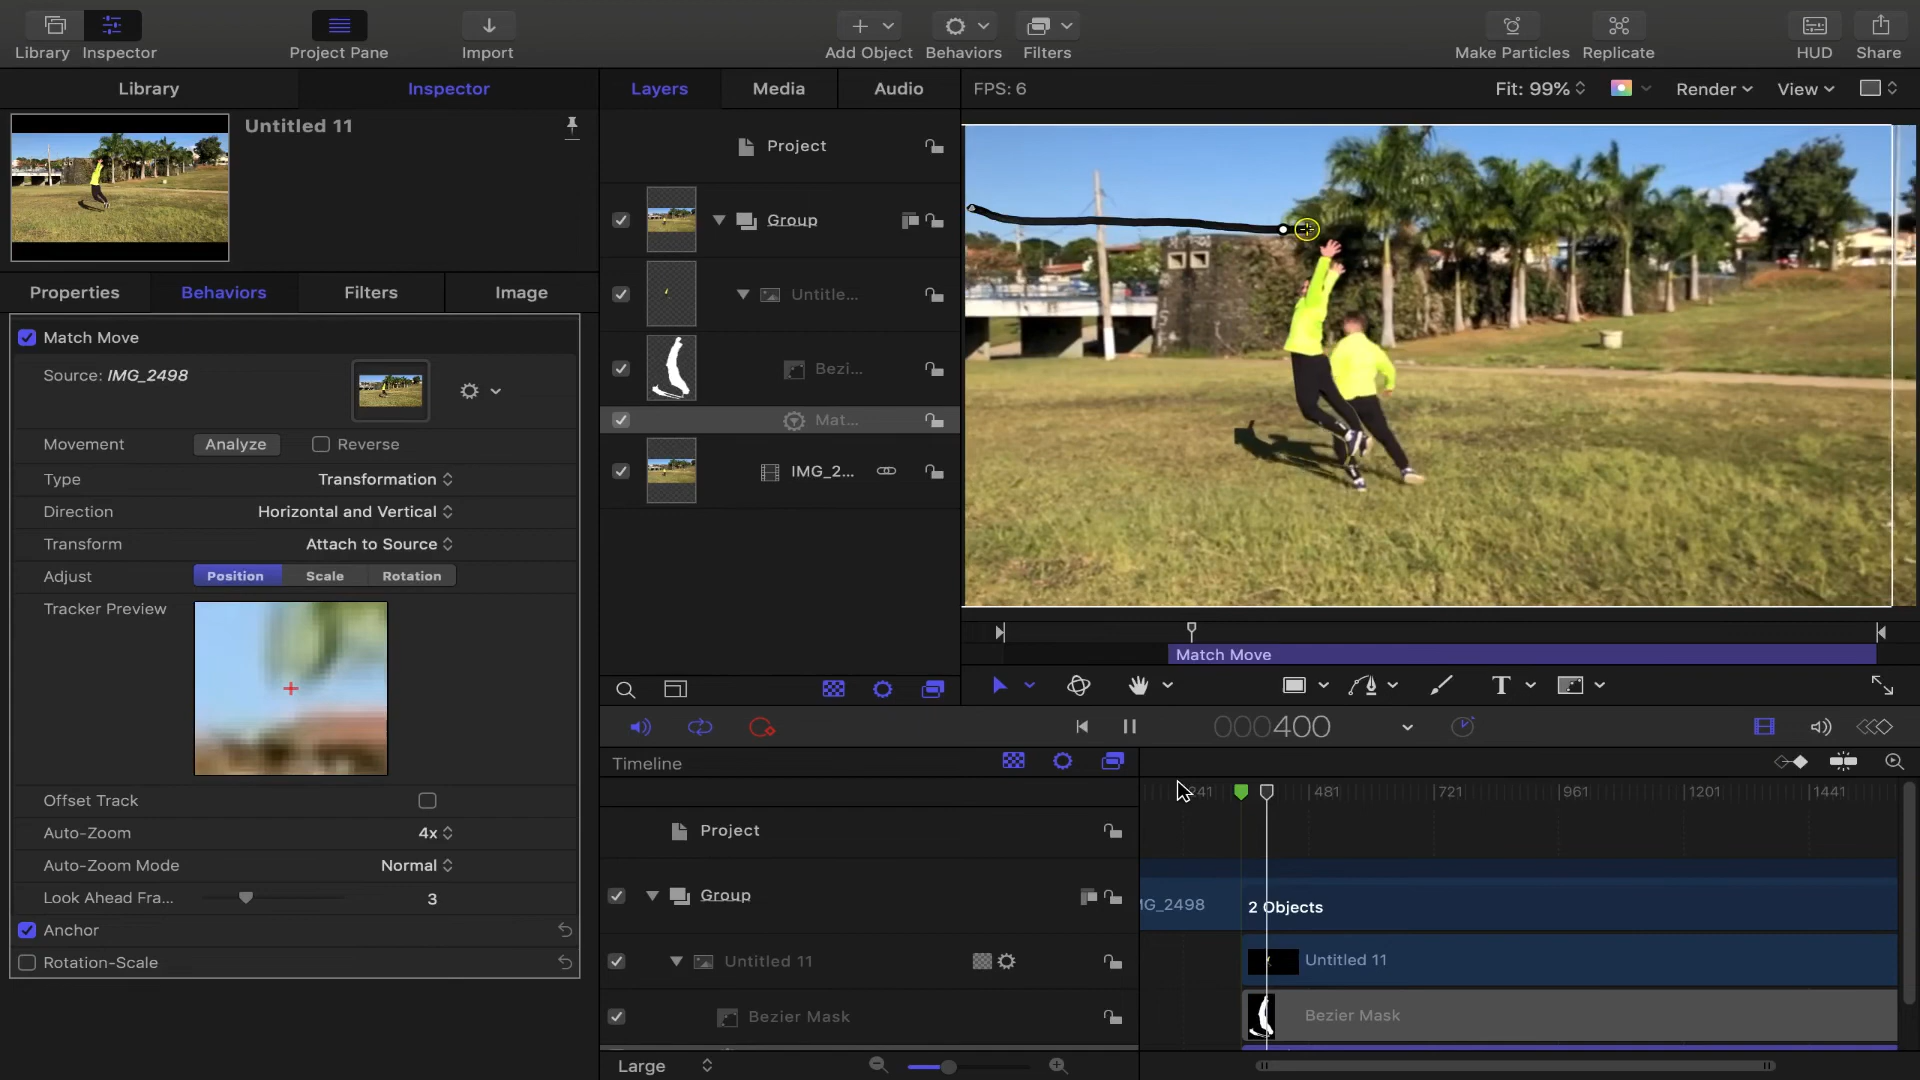 Library Inspector Project Pane Import Add Object Behaviors Filters Make Particles Replicate HUD Share
Library Inspector Layers Media Audio FPS: 6 Fit: 99% Render View
Untitled 11
Project
Group
Untitle...
Bezi...
Mat...
IMG_2...
Properties Behaviors Filters Image
Match Move
Source: IMG_2498
Movement Analyze Reverse
Type Transformation
Direction Horizontal and Vertical
Transform Attach to Source
Adjust Position Scale Rotation
Tracker Preview
Offset Track
Auto-Zoom 4x
Auto-Zoom Mode Normal
Look Ahead Fra... 3
Anchor
Rotation-Scale
Match Move
T
000400
Timeline
241 481 721 961 1201 1441
Project
Group MG_2498 2 Objects
Untitled 11 Untitled 11
Bezier Mask Bezier Mask
Large